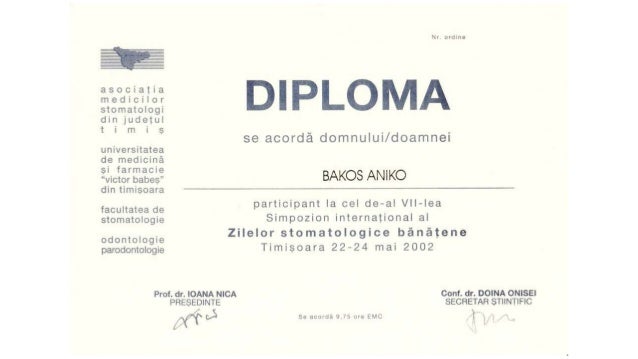 Nr. ordine
asociația
medicilor
stomatologi
din județul
timiș
universitatea
de medicină
și farmacie
"victor babeș"
din timisoara
facultatea de
stomatologie
odontologie
parodontologie
DIPLOMA
se acordă domnului/doamnei
BAKOS ANIKO
participant la cel de-al VII-lea
Simpozion internațional al
Zilelor stomatologice bănățene
Timișoara 22-24 mai 2002
Prof. dr. IOANA NICA
PREȘEDINTE
Conf. dr. DOINA ONISEI
SECRETAR ȘTIINȚIFIC
Se acordă 9,75 ore EMC